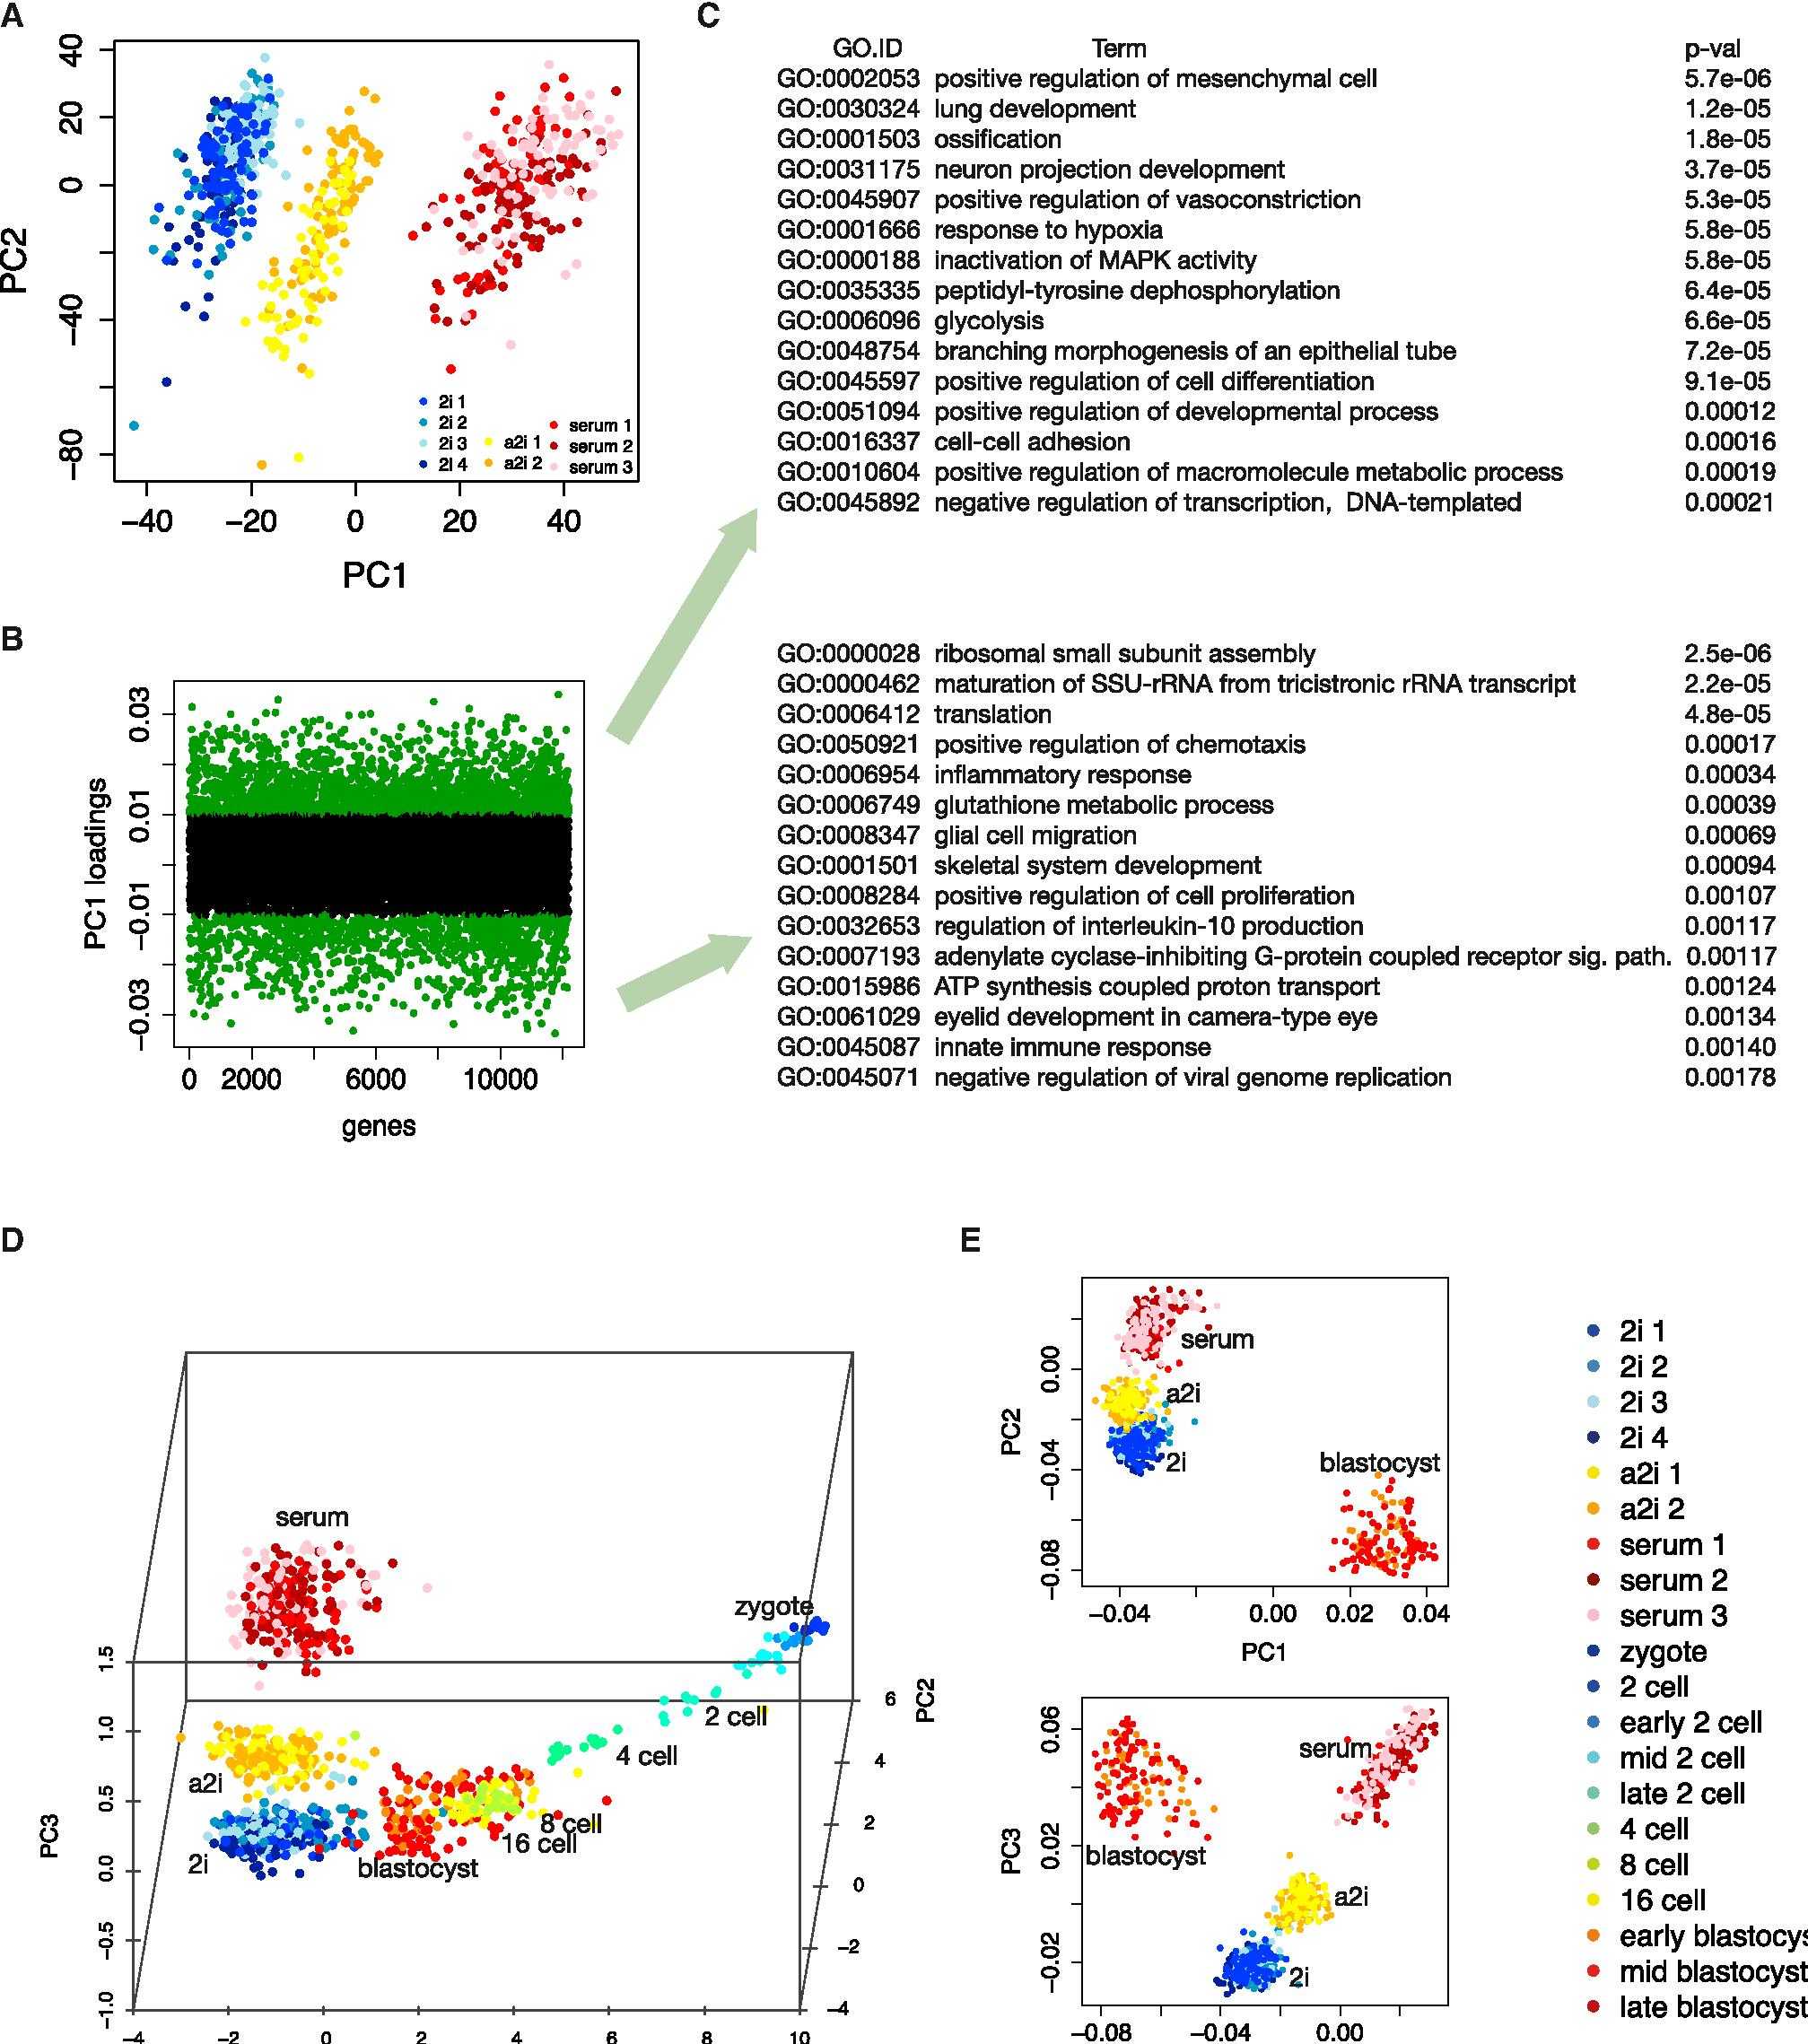 A
40
20
0
−40
−80
PC2
2i 1
2i 2
2i 3
2I 4
a2i 1
a2i 2
serum 1
serum 2
serum 3
−40 −20 0 20 40
PC1
C
GO.ID Term p-val
GO:0002053 positive regulation of mesenchymal cell 5.7e-06
GO:0030324 lung development 1.2e-05
GO:0001503 ossification 1.8e-05
GO:0031175 neuron projection development 3.7e-05
GO:0045907 positive regulation of vasoconstriction 5.3e-05
GO:0001666 response to hypoxia 5.8e-05
GO:0000188 inactivation of MAPK activity 5.8e-05
GO:0035335 peptidyl-tyrosine dephosphorylation 6.4e-05
GO:0006096 glycolysis 6.6e-05
GO:0048754 branching morphogenesis of an epithelial tube 7.2e-05
GO:0045597 positive regulation of cell differentiation 9.1e-05
GO:0051094 positive regulation of developmental process 0.00012
GO:0016337 cell-cell adhesion 0.00016
GO:0010604 positive regulation of macromolecule metabolic process 0.00019
GO:0045892 negative regulation of transcription, DNA-templated 0.00021
B
0.03
0.01
−0.01
−0.03
PC1 loadings
0 2000 6000 10000
genes
GO:0000028 ribosomal small subunit assembly 2.5e-06
GO:0000462 maturation of SSU-rRNA from tricistronic rRNA transcript 2.2e-05
GO:0006412 translation 4.8e-05
GO:0050921 positive regulation of chemotaxis 0.00017
GO:0006954 inflammatory response 0.00034
GO:0006749 glutathione metabolic process 0.00039
GO:0008347 glial cell migration 0.00069
GO:0001501 skeletal system development 0.00094
GO:0008284 positive regulation of cell proliferation 0.00107
GO:0032653 regulation of interleukin-10 production 0.00117
GO:0007193 adenylate cyclase-inhibiting G-protein coupled receptor sig. path. 0.00117
GO:0015986 ATP synthesis coupled proton transport 0.00124
GO:0061029 eyelid development in camera-type eye 0.00134
GO:0045087 innate immune response 0.00140
GO:0045071 negative regulation of viral genome replication 0.00178
D
serum
zygote
2 cell
4 cell
8 cell
16 cell
blastocyst
a2i
2i
1.5
1.0
0.5
0.0
−0.5
−1.0
PC3
6
4
2
0
−2
−4
PC2
−4 −2 0 2 4 6 8 10
E
serum
a2i
2i
blastocyst
0.00
−0.04
−0.08
PC2
−0.04 0.00 0.02 0.04
PC1
serum
blastocyst
a2i
2i
0.06
0.02
−0.02
PC3
−0.08 −0.04 0.00
2i 1
2i 2
2i 3
2i 4
a2i 1
a2i 2
serum 1
serum 2
serum 3
zygote
2 cell
early 2 cell
mid 2 cell
late 2 cell
4 cell
8 cell
16 cell
early blastocys
mid blastocyst
late blastocyst